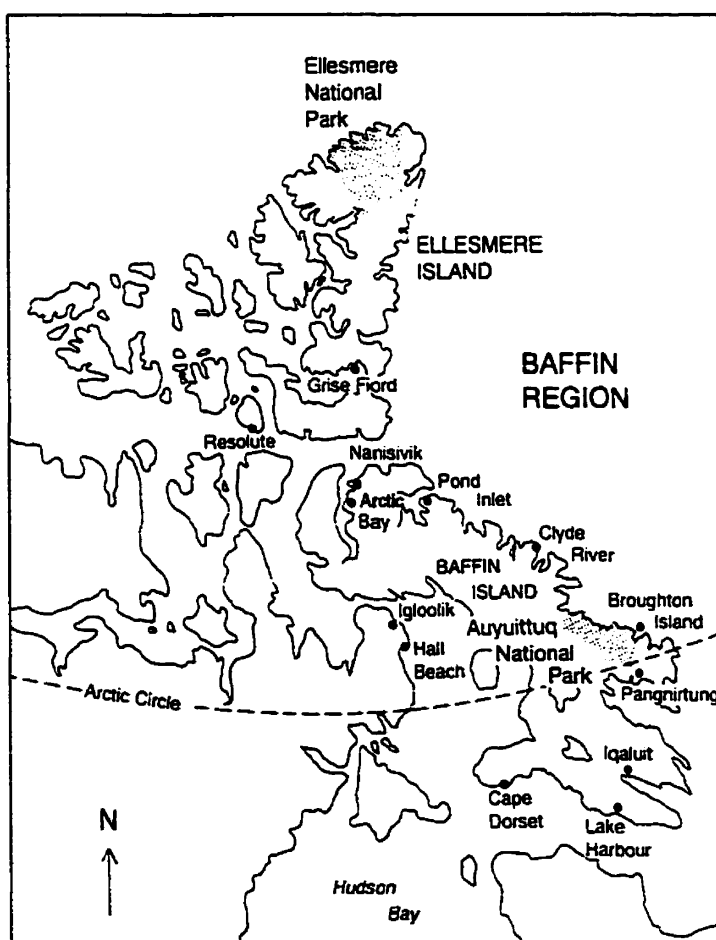 Ellesmere
National
Park
ELLESMERE
ISLAND
BAFFIN
REGION
Grise Fiord
Resolute
Nanisivik
Arctic
Bay
Pond
Inlet
Clyde
River
BAFFIN
ISLAND
Broughton
Island
Igloolik
Auyuittuq
National
Park
Hall
Beach
Pangnirtung
Arctic Circle
Iqaluit
Cape
Dorset
Lake
Harbour
N
Hudson
Bay